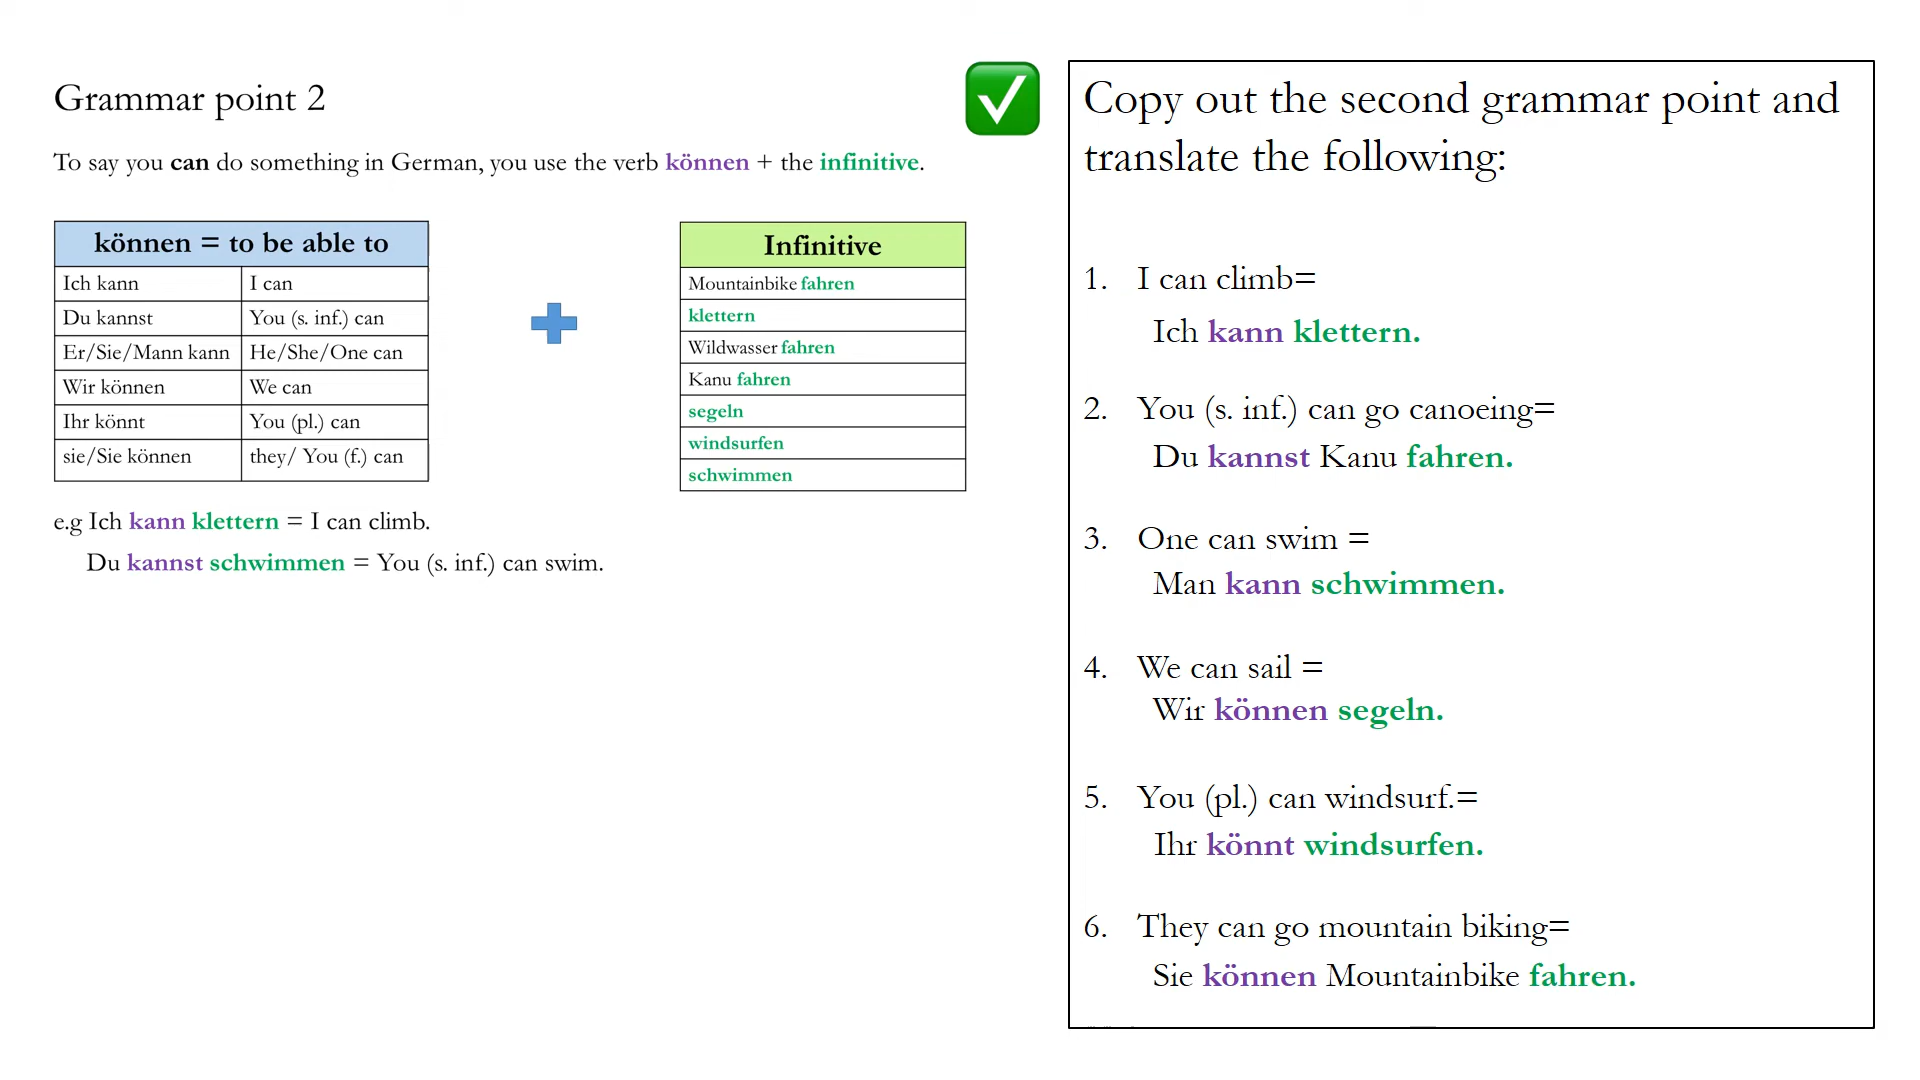 Grammar point 2
To say you can do something in German, you use the verb können + the infinitive.
können = to be able to
Ich kann I can
Du kannst You (s. inf.) can
Er/Sie/Mann kann He/She/One can
Wir können We can
Ihr könnt You (pl.) can
sie/Sie können they/ You (f.) can
Infinitive
Mountainbike fahren
klettern
Wildwasser fahren
Kanu fahren
segeln
windsurfen
schwimmen
e.g Ich kann klettern = I can climb.
Du kannst schwimmen = You (s. inf.) can swim.
Copy out the second grammar point and
translate the following:
1. I can climb=
Ich kann klettern.
2. You (s. inf.) can go canoeing=
Du kannst Kanu fahren.
3. One can swim =
Man kann schwimmen.
4. We can sail =
Wir können segeln.
5. You (pl.) can windsurf.=
Ihr könnt windsurfen.
6. They can go mountain biking=
Sie können Mountainbike fahren.